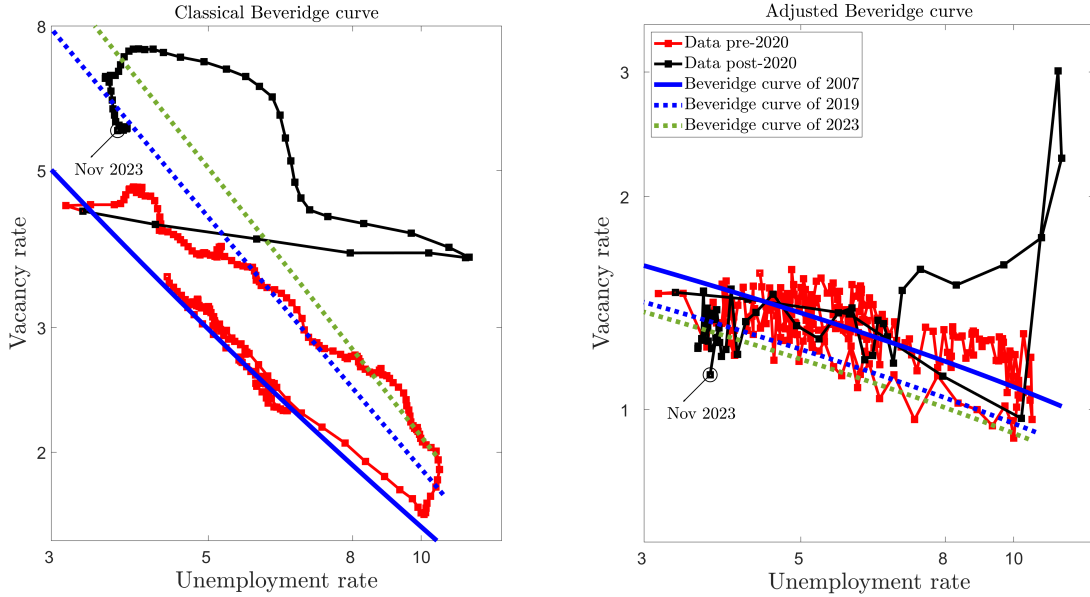 Classical Beveridge curve
8
5
3
2
Vacancy rate
Nov 2023
3
5
8
10
Unemployment rate
Adjusted Beveridge curve
Data pre-2020
Data post-2020
Beveridge curve of 2007
Beveridge curve of 2019
Beveridge curve of 2023
3
2
1
Vacancy rate
Nov 2023
3
5
8
10
Unemployment rate